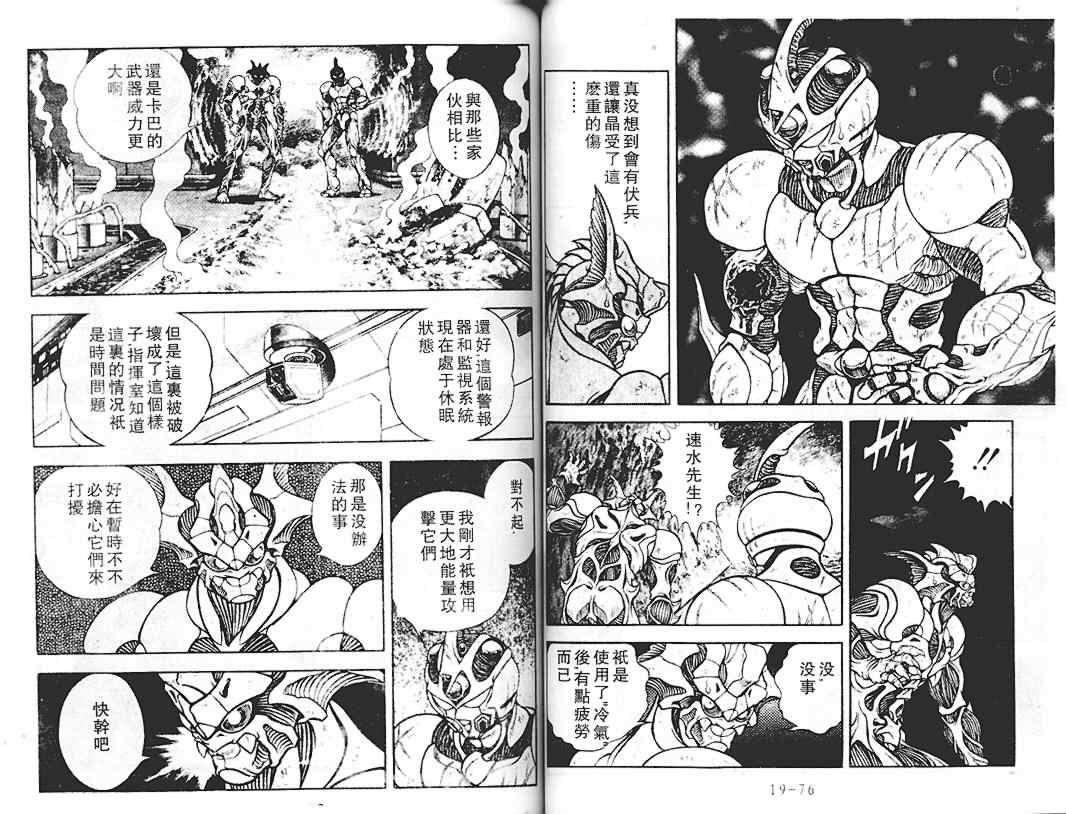 真没想到會有伏兵
還讓晶受了這
麽重的傷
……
!!
速水先生!?
没
没事
衹是
使用了“冷氣”
後，有點疲勞
而已
19-76
與那些家
伙相比…
還是卡巴的
武器威力更
大啊
還好，這個警報
器和監視系統
現在處于休眠
狀態
但是，這裏被破
壞成了這個樣
子，指揮室知道
這裏的情况衹
是時間問題
對不起，
我剛才衹想用
更大地能量攻
擊它們
那是没辦
法的事
好在暫時不
必擔心它們來
打擾
快幹吧